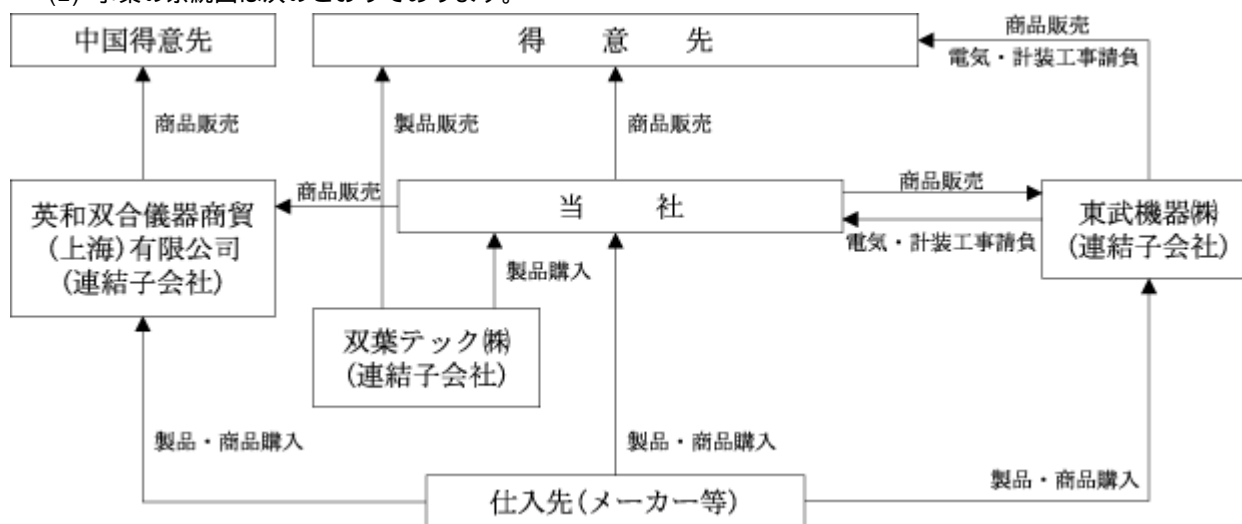 (2) 事業の系統図は次のとおりであります。
中国得意先
得意先
商品販売
電気・計装工事請負
商品販売
製品販売
商品販売
英和双合儀器商貿
(上海)有限公司
(連結子会社)
商品販売
当社
商品販売
電気・計装工事請負
東武機器㈱
(連結子会社)
製品購入
双葉テック㈱
(連結子会社)
製品・商品購入
製品・商品購入
製品・商品購入
仕入先(メーカー等)